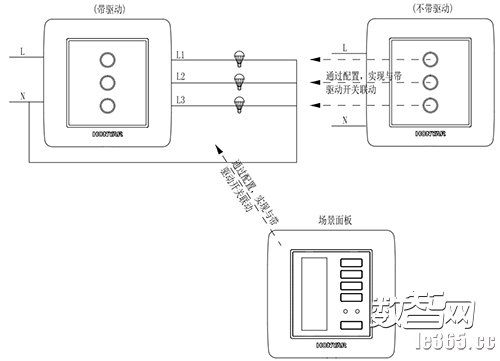 (带驱动)
(不带驱动)
L
N
L1
L2
L3
HONYAR
L
N
通过配置，实现与带
驱动开关联动
HONYAR
通过配置，实现与带
驱动开关联动
场景面板
HONYAR
数智网
le365.cc